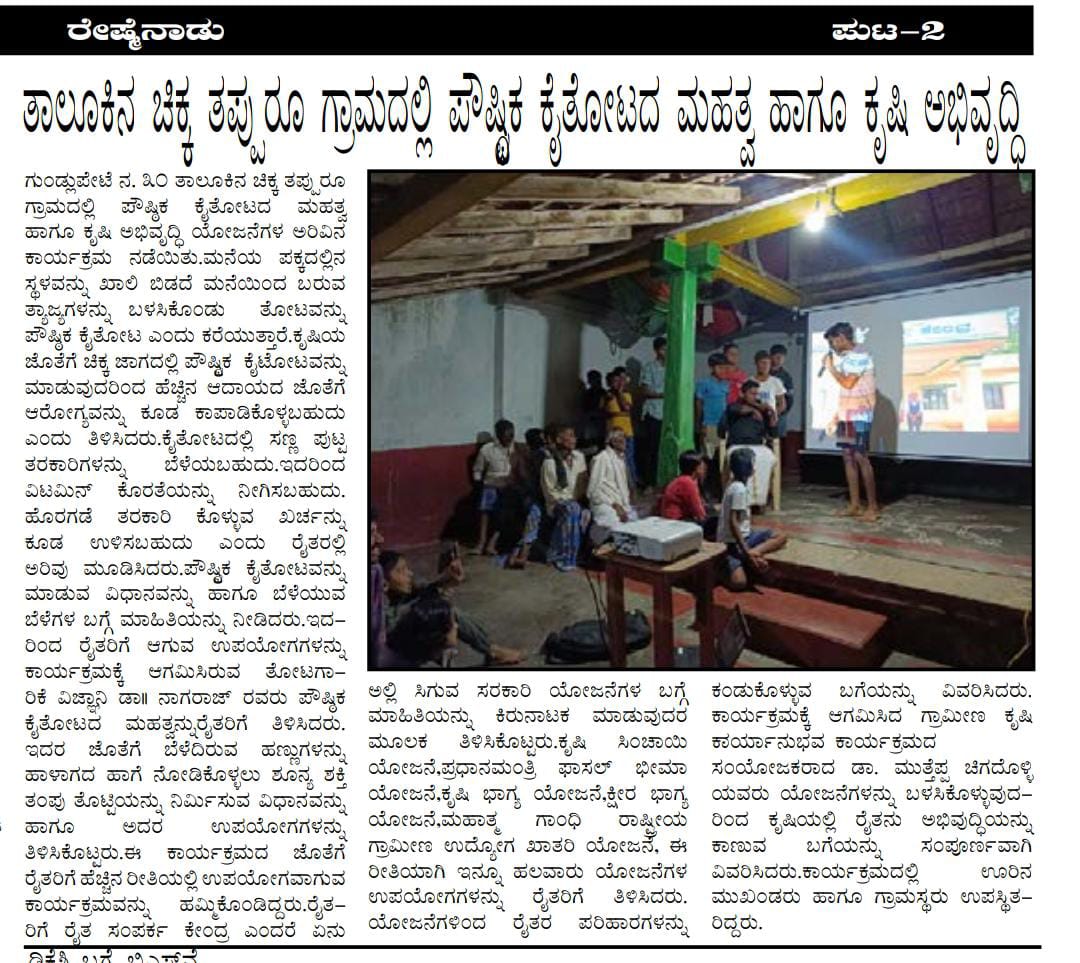 ರೇಷ್ಮೆನಾಡು
ಪುಟ-2
ತಾಲೂಕಿನ ಚಿಕ್ಕ ತಪ್ಪುರೂ ಗ್ರಾಮದಲ್ಲಿ ಪೌಷ್ಠಿಕ ಕೈತೋಟದ ಮಹತ್ವ ಹಾಗೂ ಕೃಷಿ ಅಭಿವೃದ್ಧಿ
ಗುಂಡ್ಲುಪೇಟೆ ನ. ೩೦ ತಾಲೂಕಿನ ಚಿಕ್ಕ ತಪ್ಪುರೂ
ಗ್ರಾಮದಲ್ಲಿ ಪೌಷ್ಠಿಕ ಕೈತೋಟದ ಮಹತ್ವ
ಹಾಗೂ ಕೃಷಿ ಅಭಿವೃದ್ಧಿ ಯೋಜನೆಗಳ ಅರಿವಿನ
ಕಾರ್ಯಕ್ರಮ ನಡೆಯಿತು.ಮನೆಯ ಪಕ್ಕದಲ್ಲಿನ
ಸ್ಥಳವನ್ನು ಖಾಲಿ ಬಿಡದೆ ಮನೆಯಿಂದ ಬರುವ
ತ್ಯಾಜ್ಯಗಳನ್ನು ಬಳಸಿಕೊಂಡು ತೋಟವನ್ನು
ಪೌಷ್ಠಿಕ ಕೈತೋಟ ಎಂದು ಕರೆಯುತ್ತಾರೆ.ಕೃಷಿಯ
ಜೊತೆಗೆ ಚಿಕ್ಕ ಜಾಗದಲ್ಲಿ ಪೌಷ್ಟಿಕ ಕೈಟೋಟವನ್ನು
ಮಾಡುವುದರಿಂದ ಹೆಚ್ಚಿನ ಆದಾಯದ ಜೊತೆಗೆ
ಆರೋಗ್ಯವನ್ನು ಕೂಡ ಕಾಪಾಡಿಕೊಳ್ಳಬಹುದು
ಎಂದು ತಿಳಿಸಿದರು.ಕೈತೋಟದಲ್ಲಿ ಸಣ್ಣ ಪುಟ್ಟ
ತರಕಾರಿಗಳನ್ನು ಬೆಳೆಯಬಹುದು.ಇದರಿಂದ
ವಿಟಮಿನ್ ಕೊರತೆಯನ್ನು ನೀಗಿಸಬಹುದು.
ಹೊರಗಡೆ ತರಕಾರಿ ಕೊಳ್ಳುವ ಖರ್ಚನ್ನು
ಕೂಡ ಉಳಿಸಬಹುದು ಎಂದು ರೈತರಲ್ಲಿ
ಅರಿವು ಮೂಡಿಸಿದರು.ಪೌಷ್ಟಿಕ ಕೈತೋಟವನ್ನು
ಮಾಡುವ ವಿಧಾನವನ್ನು ಹಾಗೂ ಬೆಳೆಯುವ
ಬೆಳೆಗಳ ಬಗ್ಗೆ ಮಾಹಿತಿಯನ್ನು ನೀಡಿದರು.ಇದ-
ರಿಂದ ರೈತರಿಗೆ ಆಗುವ ಉಪಯೋಗಗಳನ್ನು
ಕಾರ್ಯಕ್ರಮಕ್ಕೆ ಆಗಮಿಸಿರುವ ತೋಟಗಾ-
ರಿಕೆ ವಿಜ್ಞಾನಿ ಡಾ॥ ನಾಗರಾಜ್ ರವರು ಪೌಷ್ಠಿಕ
ಕೈತೋಟದ ಮಹತ್ವನ್ನುರೈತರಿಗೆ ತಿಳಿಸಿದರು.
ಇದರ ಜೊತೆಗೆ ಬೆಳೆದಿರುವ ಹಣ್ಣುಗಳನ್ನು
ಹಾಳಾಗದ ಹಾಗೆ ನೋಡಿಕೊಳ್ಳಲು ಶೂನ್ಯ ಶಕ್ತಿ
ತಂಪು ತೊಟ್ಟಿಯನ್ನು ನಿರ್ಮಿಸುವ ವಿಧಾನವನ್ನು
ಹಾಗೂ ಅದರ ಉಪಯೋಗಗಳನ್ನು
ತಿಳಿಸಿಕೊಟ್ಟರು.ಈ ಕಾರ್ಯಕ್ರಮದ ಜೊತೆಗೆ
ರೈತರಿಗೆ ಹೆಚ್ಚಿನ ರೀತಿಯಲ್ಲಿ ಉಪಯೋಗವಾಗುವ
ಕಾರ್ಯಕ್ರಮವನ್ನು ಹಮ್ಮಿಕೊಂಡಿದ್ದರು.ರೈತ-
ರಿಗೆ ರೈತ ಸಂಪರ್ಕ ಕೇಂದ್ರ ಎಂದರೆ ಏನು
ಅಲ್ಲಿ ಸಿಗುವ ಸರಕಾರಿ ಯೋಜನೆಗಳ ಬಗ್ಗೆ
ಮಾಹಿತಿಯನ್ನು ಕಿರುನಾಟಕ ಮಾಡುವುದರ
ಮೂಲಕ ತಿಳಿಸಿಕೊಟ್ಟರು.ಕೃಷಿ ಸಿಂಚಾಯಿ
ಯೋಜನೆ,ಪ್ರಧಾನಮಂತ್ರಿ ಫಾಸಲ್ ಭೀಮಾ
ಯೋಜನೆ,ಕೃಷಿ ಭಾಗ್ಯ ಯೋಜನೆ,ಕ್ಷೀರ ಭಾಗ್ಯ
ಯೋಜನೆ,ಮಹಾತ್ಮ ಗಾಂಧಿ ರಾಷ್ಟ್ರೀಯ
ಗ್ರಾಮೀಣ ಉದ್ಯೋಗ ಖಾತರಿ ಯೋಜನೆ, ಈ
ರೀತಿಯಾಗಿ ಇನ್ನೂ ಹಲವಾರು ಯೋಜನೆಗಳ
ಉಪಯೋಗಗಳನ್ನು ರೈತರಿಗೆ ತಿಳಿಸಿದರು.
ಯೋಜನೆಗಳಿಂದ ರೈತರ ಪರಿಹಾರಗಳನ್ನು
ಕಂಡುಕೊಳ್ಳುವ ಬಗೆಯನ್ನು ವಿವರಿಸಿದರು.
ಕಾರ್ಯಕ್ರಮಕ್ಕೆ ಆಗಮಿಸಿದ ಗ್ರಾಮೀಣ ಕೃಷಿ
ಕಾರ್ಯಾನುಭವ ಕಾರ್ಯಕ್ರಮದ
ಸಂಯೋಜಕರಾದ ಡಾ. ಮುತ್ತೆಪ್ಪ ಚಿಗದೊಳ್ಳಿ
ಯವರು ಯೋಜನೆಗಳನ್ನು ಬಳಸಿಕೊಳ್ಳುವುದ-
ರಿಂದ ಕೃಷಿಯಲ್ಲಿ ರೈತನು ಅಭಿವುದ್ಧಿಯನ್ನು
ಕಾಣುವ ಬಗೆಯನ್ನು ಸಂಪೂರ್ಣವಾಗಿ
ವಿವರಿಸಿದರು.ಕಾರ್ಯಕ್ರಮದಲ್ಲಿ ಊರಿನ
ಮುಖಂಡರು ಹಾಗೂ ಗ್ರಾಮಸ್ಥರು ಉಪಸ್ಥಿತ-
ರಿದ್ದರು.